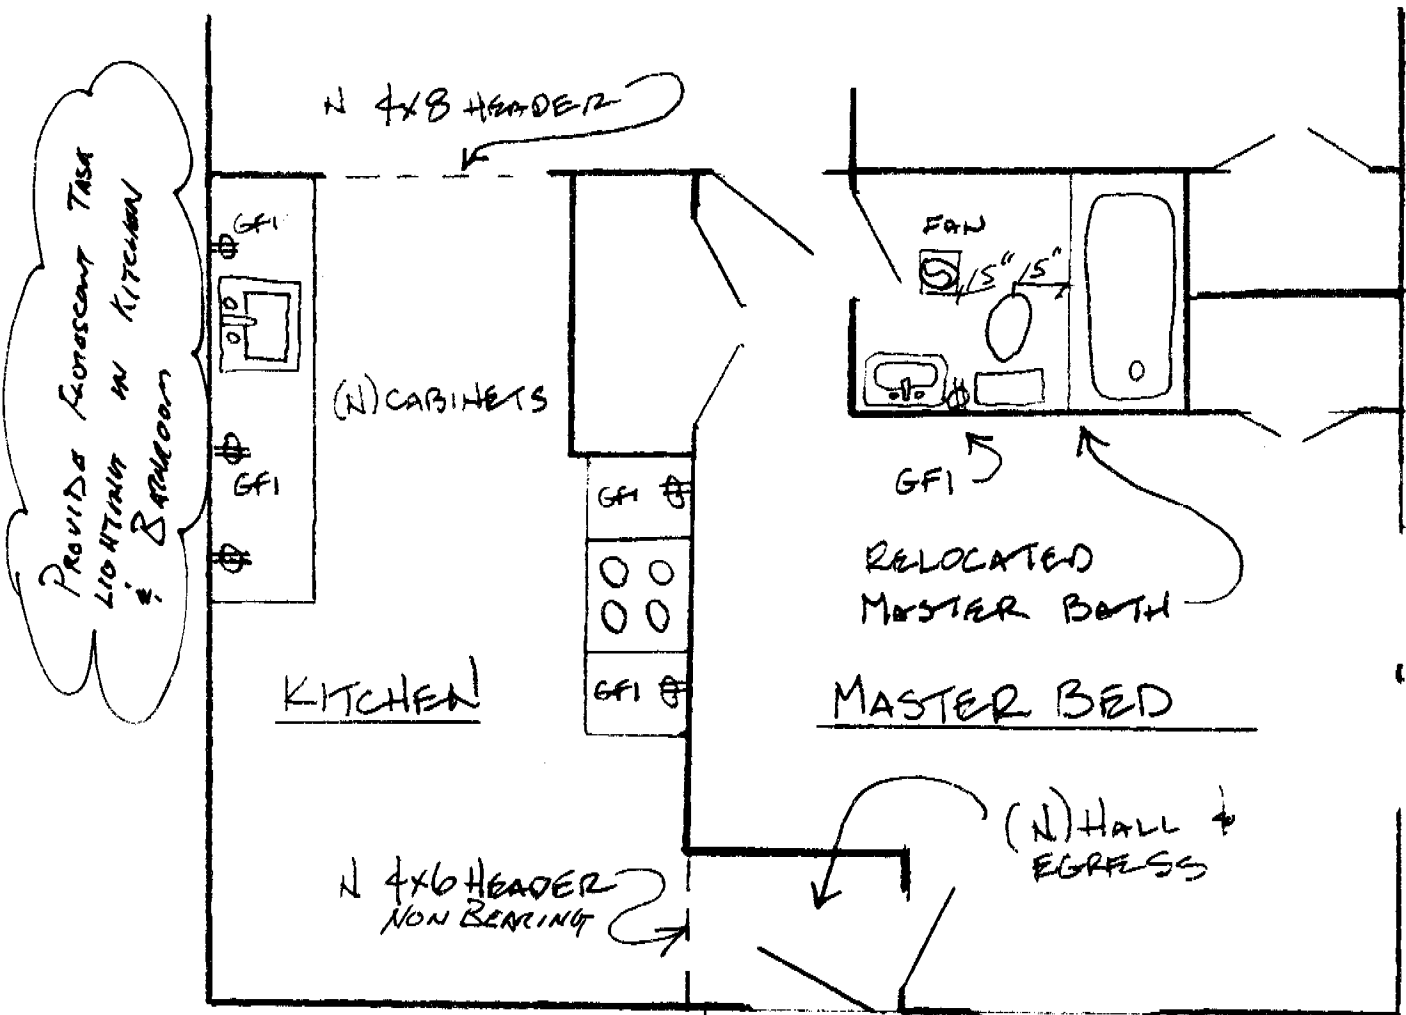 N 4x8 HEADER
PROVIDE FLUORESCENT TASK
LIGHTING IN KITCHEN
& BATHROOM
GFI
FAN
15" 15"
(N) CABINETS
GFI
GFI
GFI
RELOCATED
MASTER BATH
KITCHEN
GFI
MASTER BED
(N) HALL &
EGRESS
N 4x6 HEADER
NON BEARING